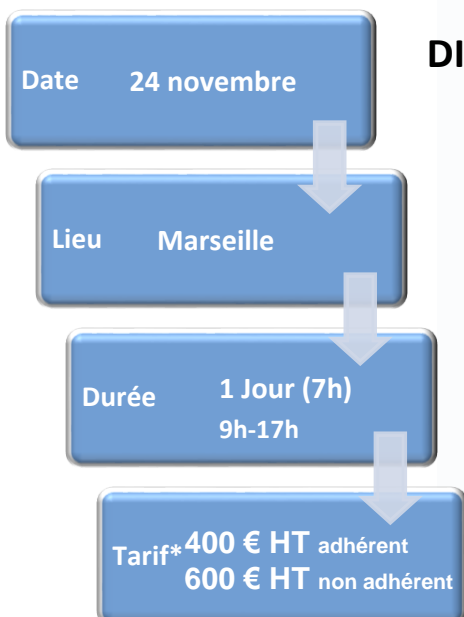 DI
Date 24 novembre
Lieu Marseille
Durée 1 Jour (7h)
9h-17h
Tarif* 400 € HT adhérent
600 € HT non adhérent